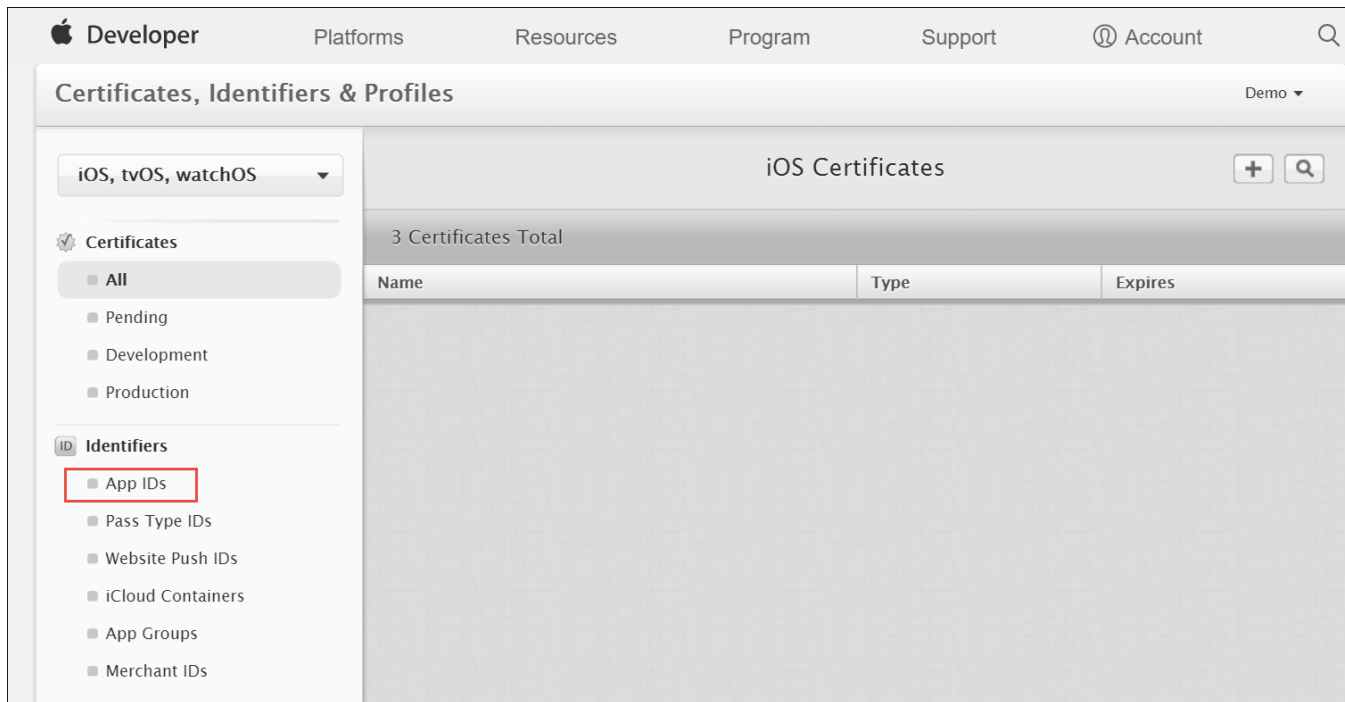 Developer Platforms Resources Program Support Account
Certificates, Identifiers & Profiles Demo
iOS, tvOS, watchOS
iOS Certificates
3 Certificates Total
Name Type Expires
Certificates
All
Pending
Development
Production
ID Identifiers
App IDs
Pass Type IDs
Website Push IDs
iCloud Containers
App Groups
Merchant IDs